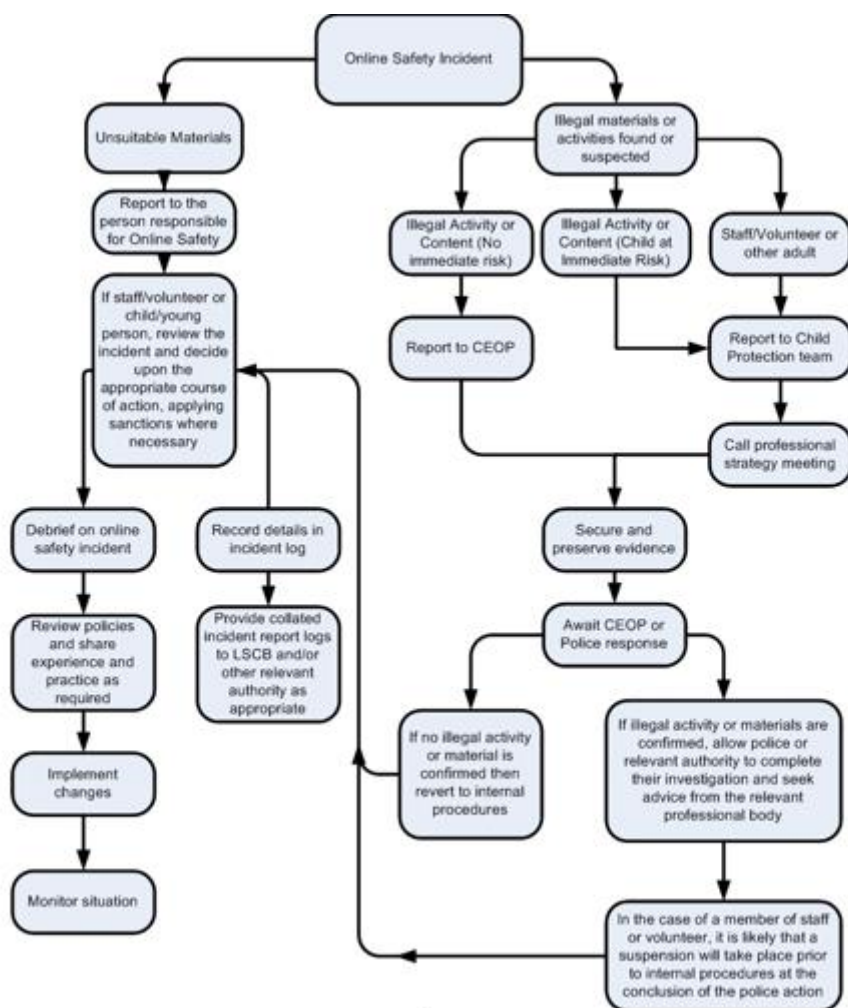 Online Safety Incident
Unsuitable Materials
Illegal materials or
activities found or
suspected
Report to the
person responsible
for Online Safety
Illegal Activity or
Content (No
immediate risk)
Illegal Activity or
Content (Child at
Immediate Risk)
Staff/Volunteer or
other adult
If staff/volunteer or
child/young
person, review the
incident and decide
upon the
appropriate course
of action, applying
sanctions where
necessary
Report to CEOP
Report to Child
Protection team
Call professional
strategy meeting
Debrief on online
safety incident
Record details in
incident log
Secure and
preserve evidence
Review policies
and share
experience and
practice as
required
Provide collated
incident report logs
to LSCB and/or
other relevant
authority as
appropriate
Await CEOP or
Police response
If no illegal activity
or material is
confirmed then
revert to internal
procedures
If illegal activity or materials are
confirmed, allow police or
relevant authority to complete
their investigation and seek
advice from the relevant
professional body
Implement
changes
Monitor situation
In the case of a member of staff
or volunteer, it is likely that a
suspension will take place prior
to internal procedures at the
conclusion of the police action